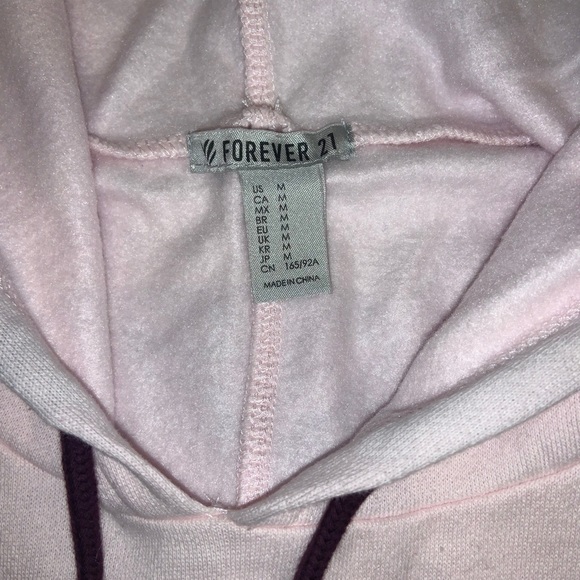 FOREVER 21
US M
CA M
MX M
BR M
EU M
UK M
KR M
JP M
CN 165/92A
MADE IN CHINA